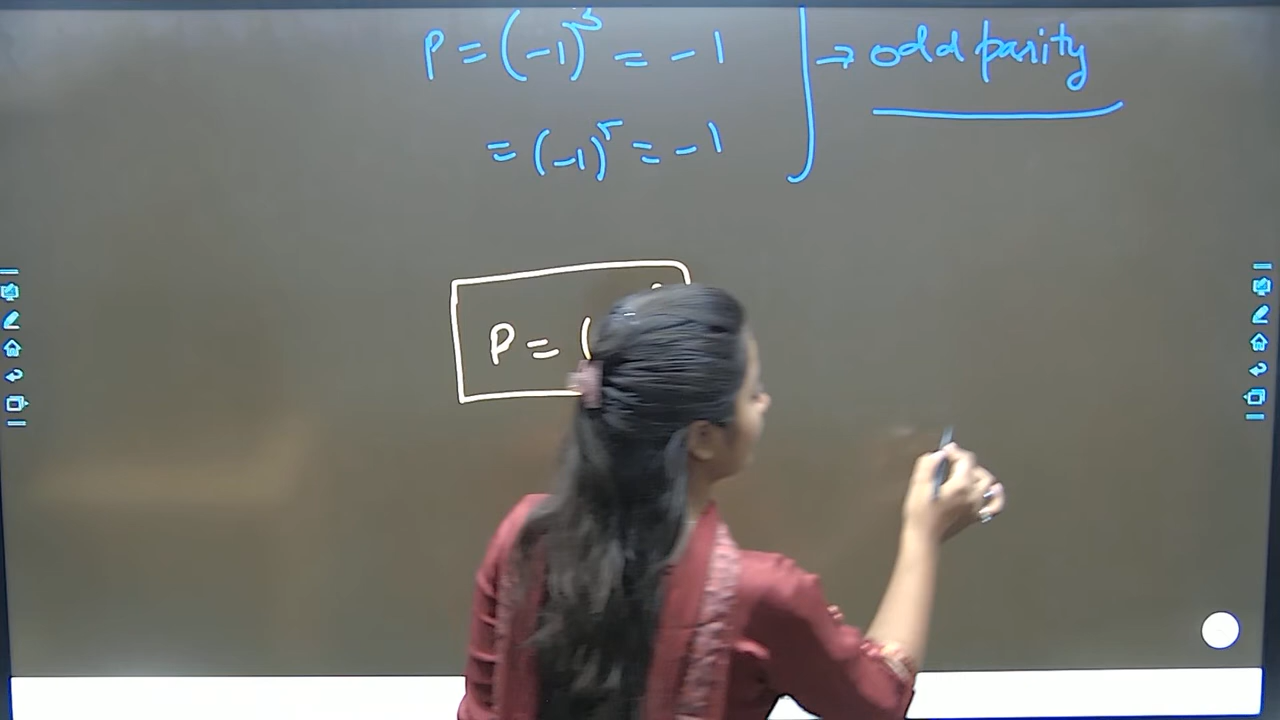 P = (-1)³ = -1 → odd parity
= (-1)⁵ = -1
P = (